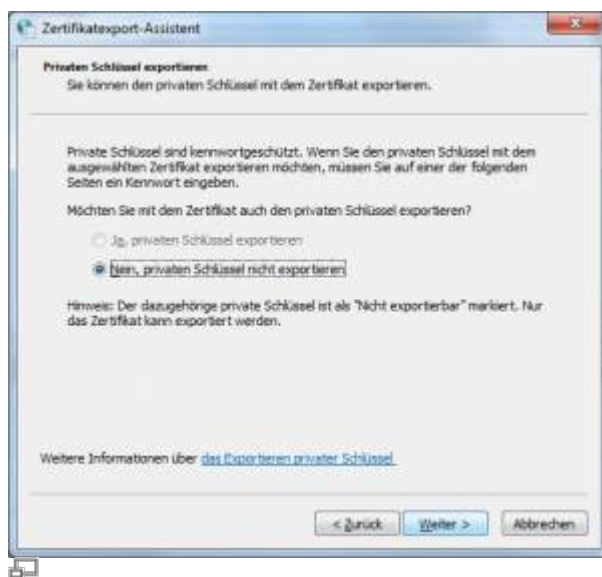 Zertifikatexport-Assistent
Privaten Schlüssel exportieren
Sie können den privaten Schlüssel mit dem Zertifikat exportieren.
Private Schlüssel sind kennwortgeschützt. Wenn Sie den privaten Schlüssel mit dem
ausgewählten Zertifikat exportieren möchten, müssen Sie auf einer der folgenden
Seiten ein Kennwort eingeben.
Möchten Sie mit dem Zertifikat auch den privaten Schlüssel exportieren?
Ja, privaten Schlüssel exportieren
Nein, privaten Schlüssel nicht exportieren
Hinweis: Der dazugehörige private Schlüssel ist als "Nicht exportierbar" markiert. Nur
das Zertifikat kann exportiert werden.
Weitere Informationen über das Exportieren privater Schlüssel
< Zurück Weiter > Abbrechen